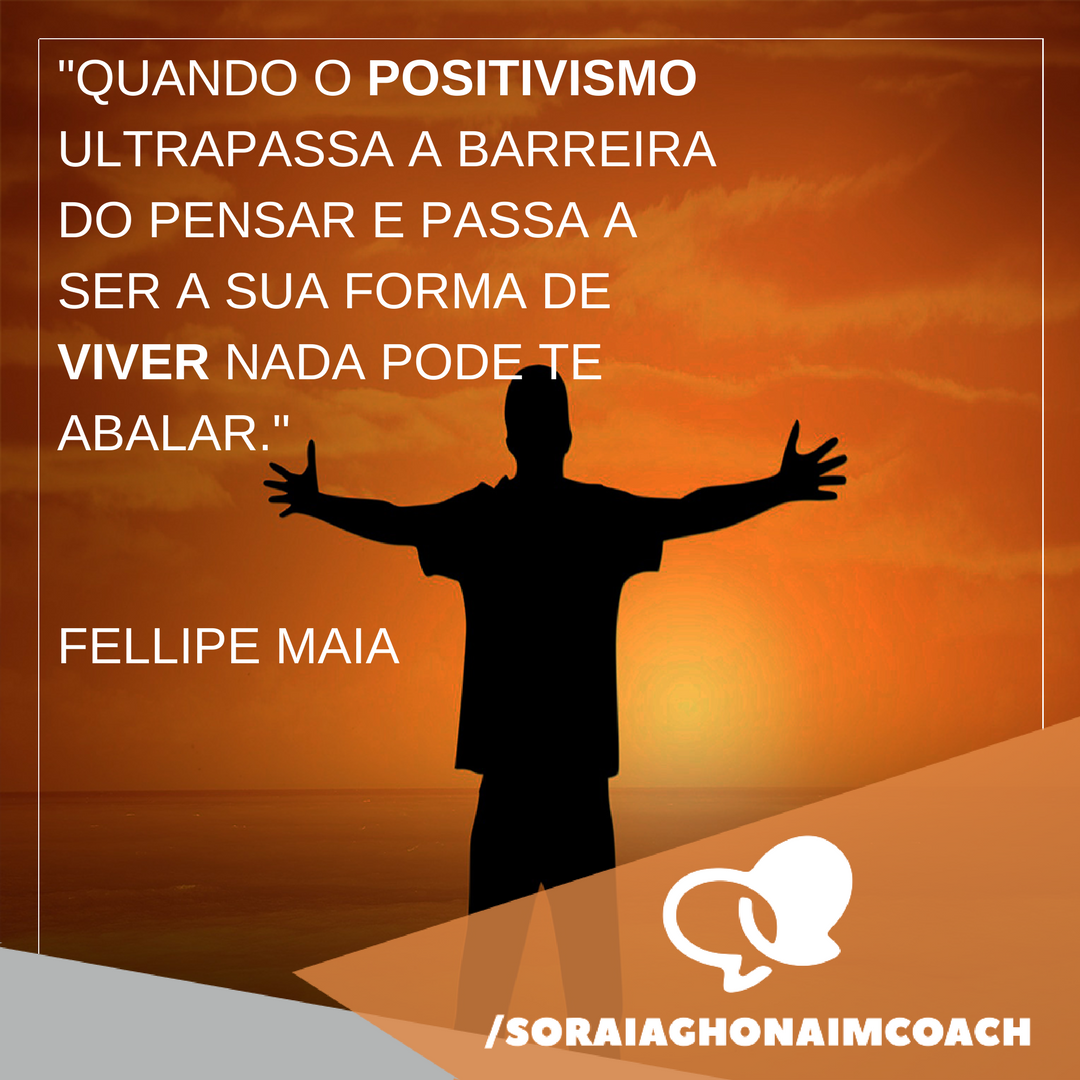 "QUANDO O POSITIVISMO
ULTRAPASSA A BARREIRA
DO PENSAR E PASSA A
SER A SUA FORMA DE
VIVER NADA PODE TE
ABALAR."
FELLIPE MAIA
/SORAIAGHONAIMCOACH